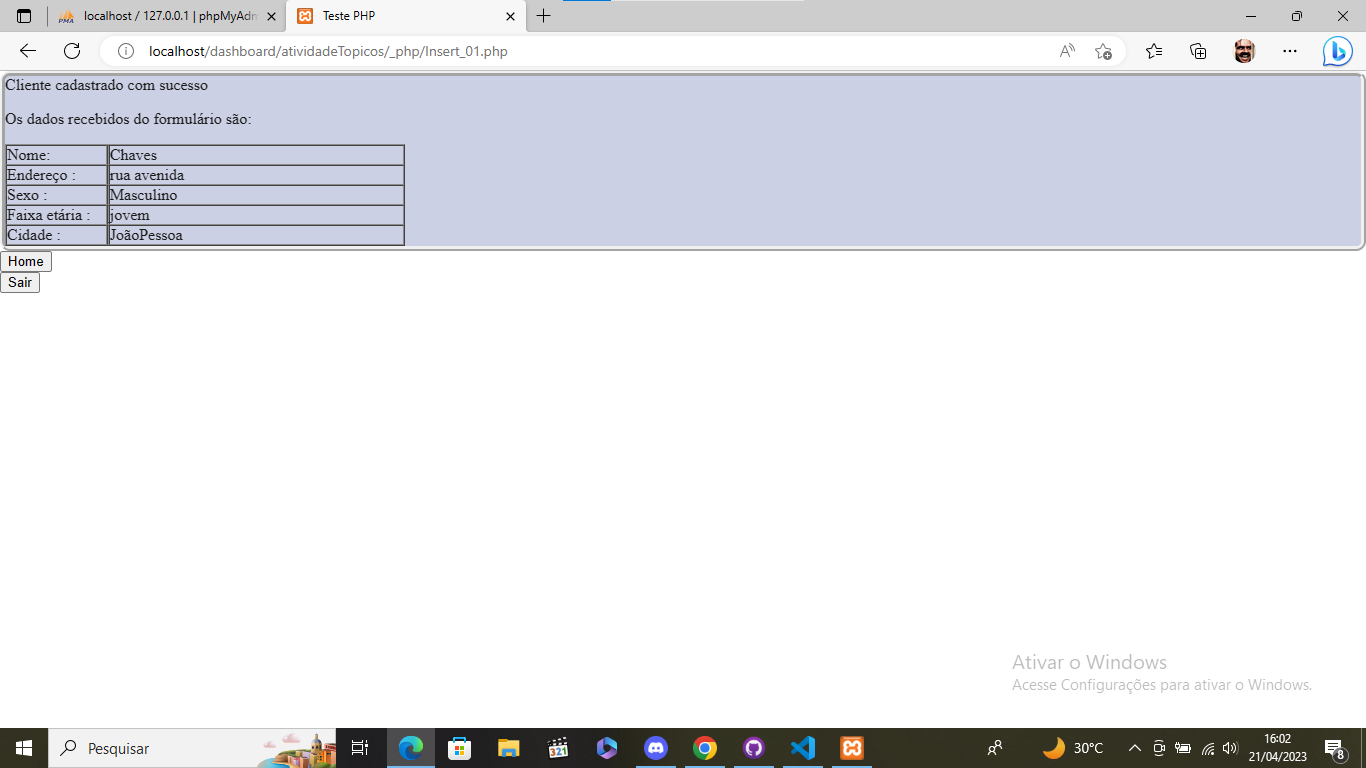 localhost / 127.0.0.1 | phpMyAdm
Teste PHP
localhost/dashboard/atividadeTopicos/_php/Insert_01.php
Cliente cadastrado com sucesso
Os dados recebidos do formulário são:
Nome: Chaves
Endereço : rua avenida
Sexo : Masculino
Faixa etária : jovem
Cidade : JoãoPessoa
Home
Sair
Ativar o Windows
Acesse Configurações para ativar o Windows.
Pesquisar
30°C
16:02
21/04/2023
8